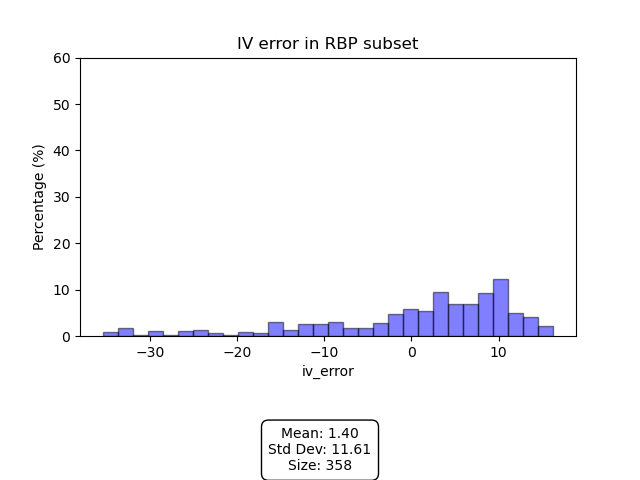 IV error in RBP subset
60
50
40
30
20
10
0
Percentage (%)
−30
−20
−10
0
10
iv_error
Mean: 1.40
Std Dev: 11.61
Size: 358